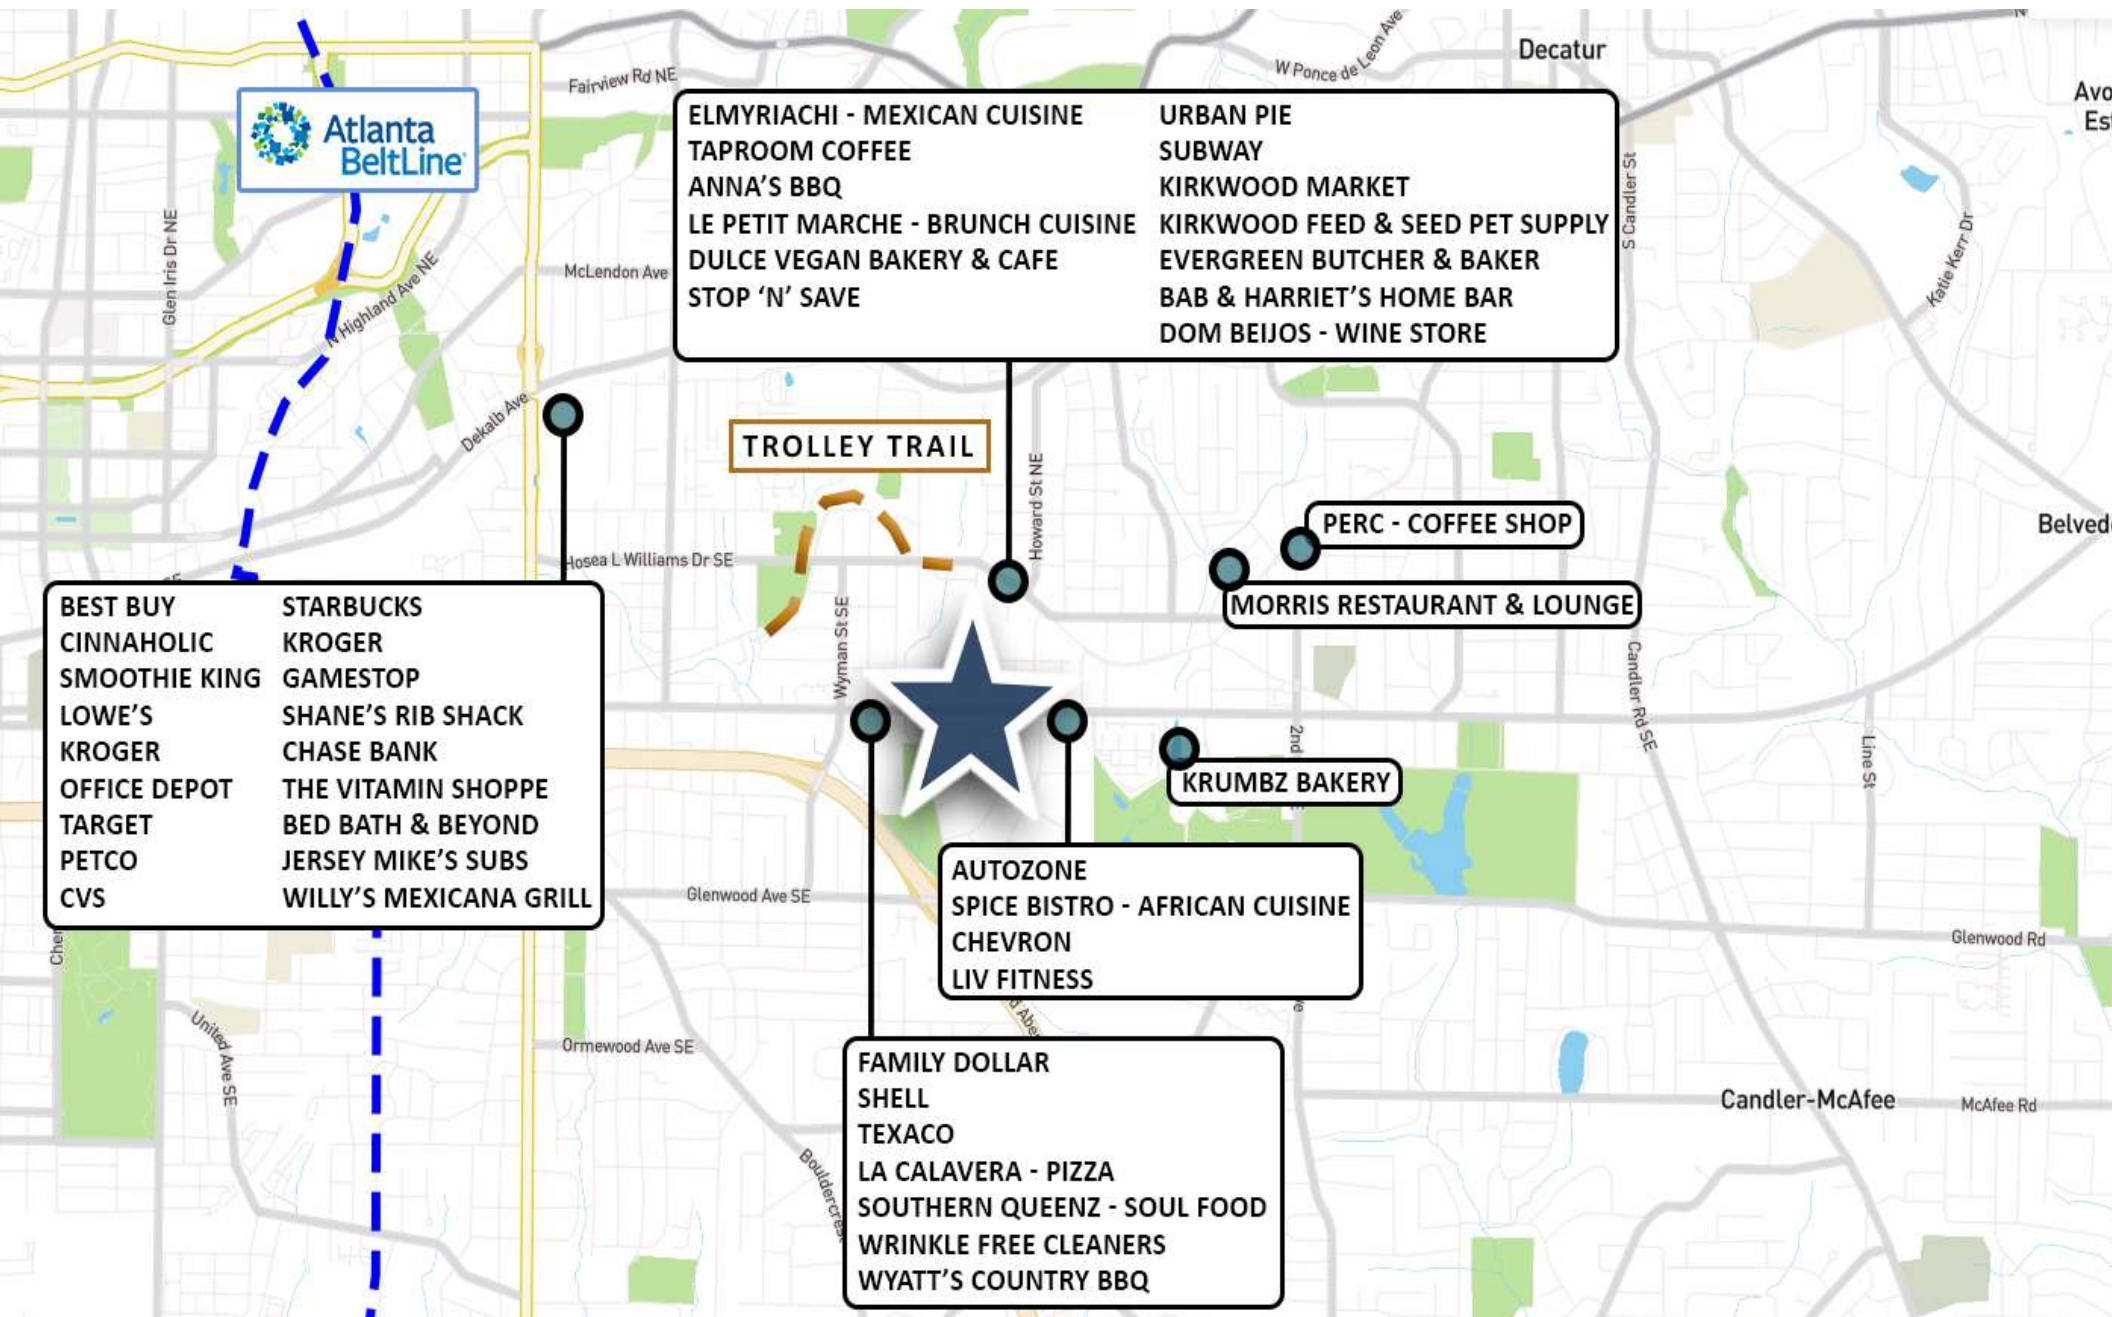 Fairview Rd NE
W Ponce de Leon Ave
Decatur
Atlanta
BeltLine
Glen Iris Dr NE
N Highland Ave NE
McLendon Ave
Dekalb Ave
S Candler St
Katie Kerr Dr
ELMYRIACHI - MEXICAN CUISINE
TAPROOM COFFEE
ANNA'S BBQ
LE PETIT MARCHE - BRUNCH CUISINE
DULCE VEGAN BAKERY & CAFE
STOP 'N' SAVE
URBAN PIE
SUBWAY
KIRKWOOD MARKET
KIRKWOOD FEED & SEED PET SUPPLY
EVERGREEN BUTCHER & BAKER
BAB & HARRIET'S HOME BAR
DOM BEIJOS - WINE STORE
TROLLEY TRAIL
Howard St NE
PERC - COFFEE SHOP
MORRIS RESTAURANT & LOUNGE
Hosea L Williams Dr SE
Wyman St SE
BEST BUY
CINNAHOLIC
SMOOTHIE KING
LOWE'S
KROGER
OFFICE DEPOT
TARGET
PETCO
CVS
STARBUCKS
KROGER
GAMESTOP
SHANE'S RIB SHACK
CHASE BANK
THE VITAMIN SHOPPE
BED BATH & BEYOND
JERSEY MIKE'S SUBS
WILLY'S MEXICANA GRILL
Candler Rd SE
2nd
Line St
KRUMBZ BAKERY
Glenwood Ave SE
AUTOZONE
SPICE BISTRO - AFRICAN CUISINE
CHEVRON
LIV FITNESS
Glenwood Rd
United Ave SE
Ormewood Ave SE
FAMILY DOLLAR
SHELL
TEXACO
LA CALAVERA - PIZZA
SOUTHERN QUEENZ - SOUL FOOD
WRINKLE FREE CLEANERS
WYATT'S COUNTRY BBQ
Candler-McAfee
McAfee Rd